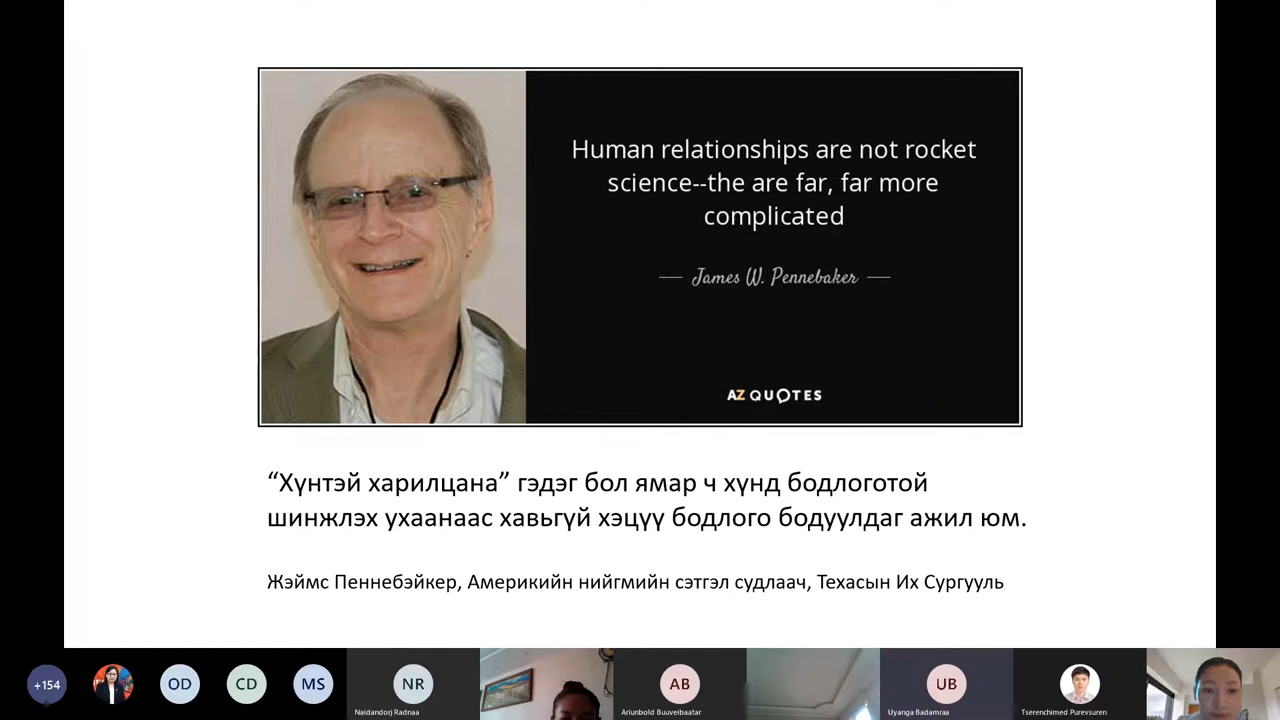 Human relationships are not rocket
science--the are far, far more
complicated
James W. Pennebaker
AZ QUOTES
“Хүнтэй харилцана” гэдэг бол ямар ч хүнд бодлоготой
шинжлэх ухаанаас хавьгүй хэцүү бодлого бодуулдаг ажил юм.
Жэймс Пеннебэйкер, Америкийн нийгмийн сэтгэл судлаач, Техасын Их Сургууль
+154
OD
CD
MS
NR
AB
UB
Naidandorj Radnaa
Ariunbold Buuveibaatar
Uyanga Badamraa
Tserenchimed Purevsuren